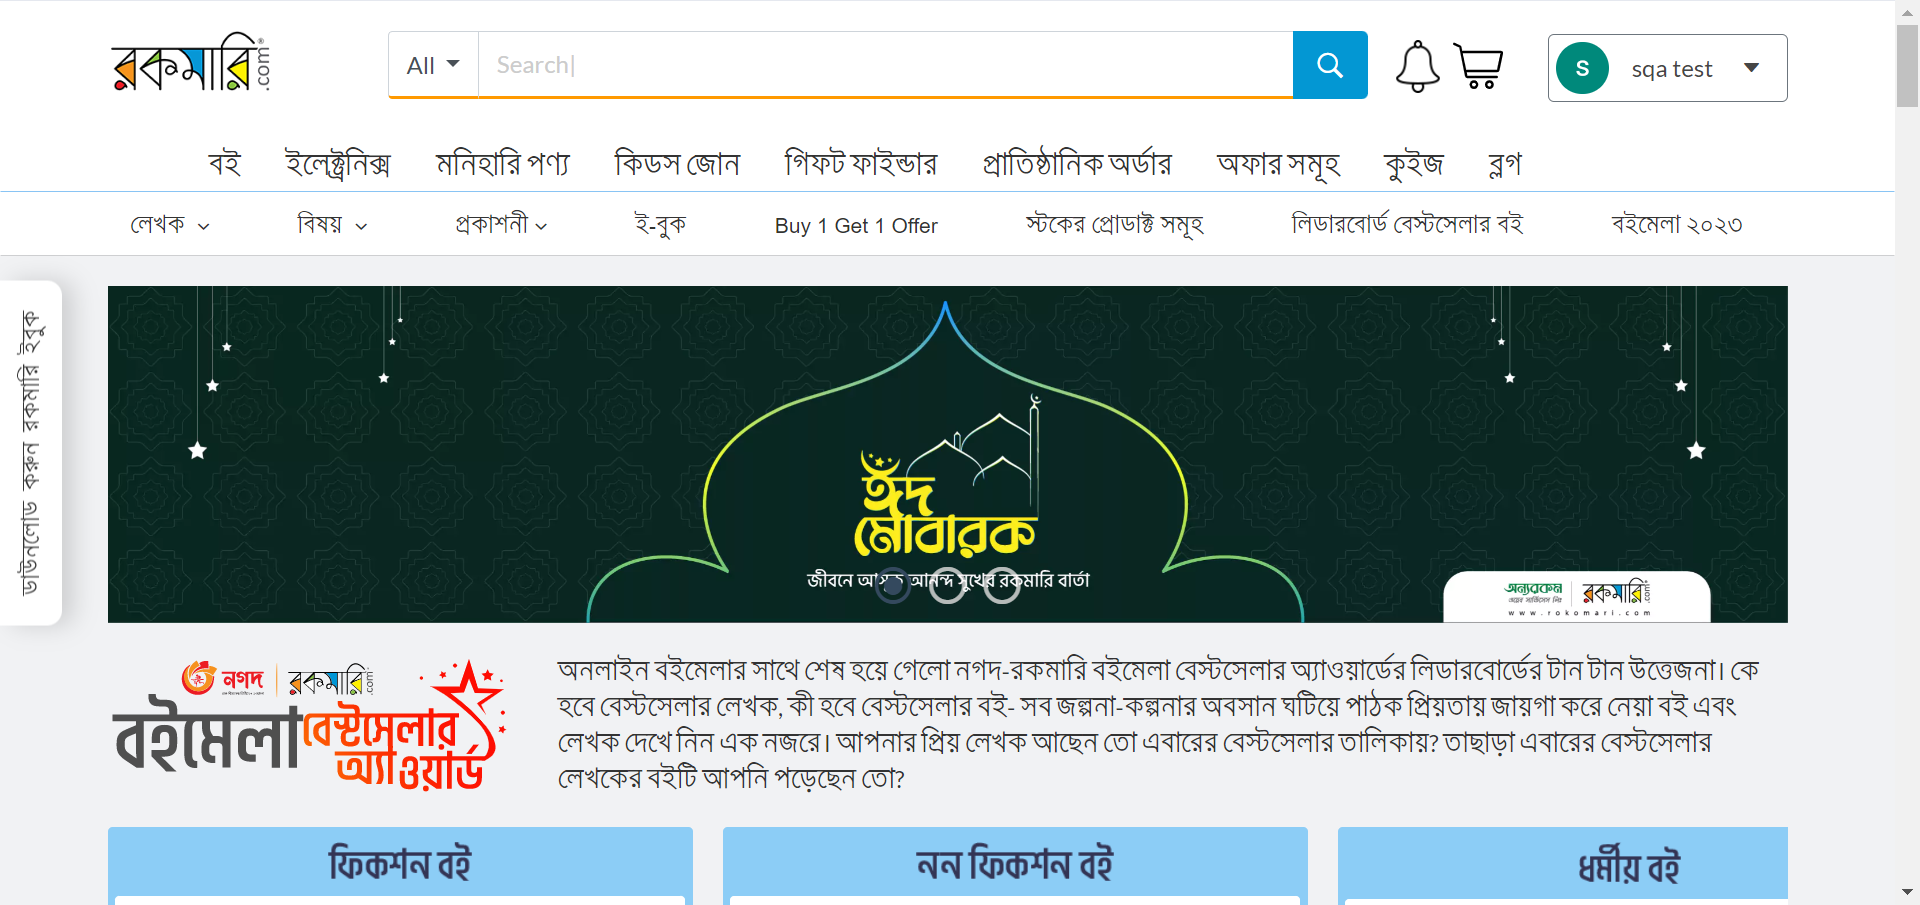 রকমারি.com
All
Search
S
sqa test
বই
ইলেক্ট্রনিক্স
মনিহারি পণ্য
কিডস জোন
গিফট ফাইন্ডার
প্রাতিষ্ঠানিক অর্ডার
অফার সমূহ
কুইজ
ব্লগ
লেখক
বিষয়
প্রকাশনী
ই-বুক
Buy 1 Get 1 Offer
স্টকের প্রোডাক্ট সমূহ
লিডারবোর্ড বেস্টসেলার বই
বইমেলা ২০২৩
ডাউনলোড করুন রকমারি ইবুক
ঈদ
মোবারক
জীবনে আসুক আনন্দ সুখের রকমারি বার্তা
অন্যরকম
রকমারি.com
www.rokomari.com
নগদ
রকমারি.com
বইমেলা বেস্টসেলার
অ্যাওয়ার্ড
অনলাইন বইমেলার সাথে শেষ হয়ে গেলো নগদ-রকমারি বইমেলা বেস্টসেলার অ্যাওয়ার্ডের লিডারবোর্ডের টান টান উত্তেজনা। কে
হবে বেস্টসেলার লেখক, কী হবে বেস্টসেলার বই- সব জল্পনা-কল্পনার অবসান ঘটিয়ে পাঠক প্রিয়তায় জায়গা করে নেয়া বই এবং
লেখক দেখে নিন এক নজরে। আপনার প্রিয় লেখক আছেন তো এবারের বেস্টসেলার তালিকায়? তাছাড়া এবারের বেস্টসেলার
লেখকের বইটি আপনি পড়েছেন তো?
ফিকশন বই
নন ফিকশন বই
ধর্মীয় বই